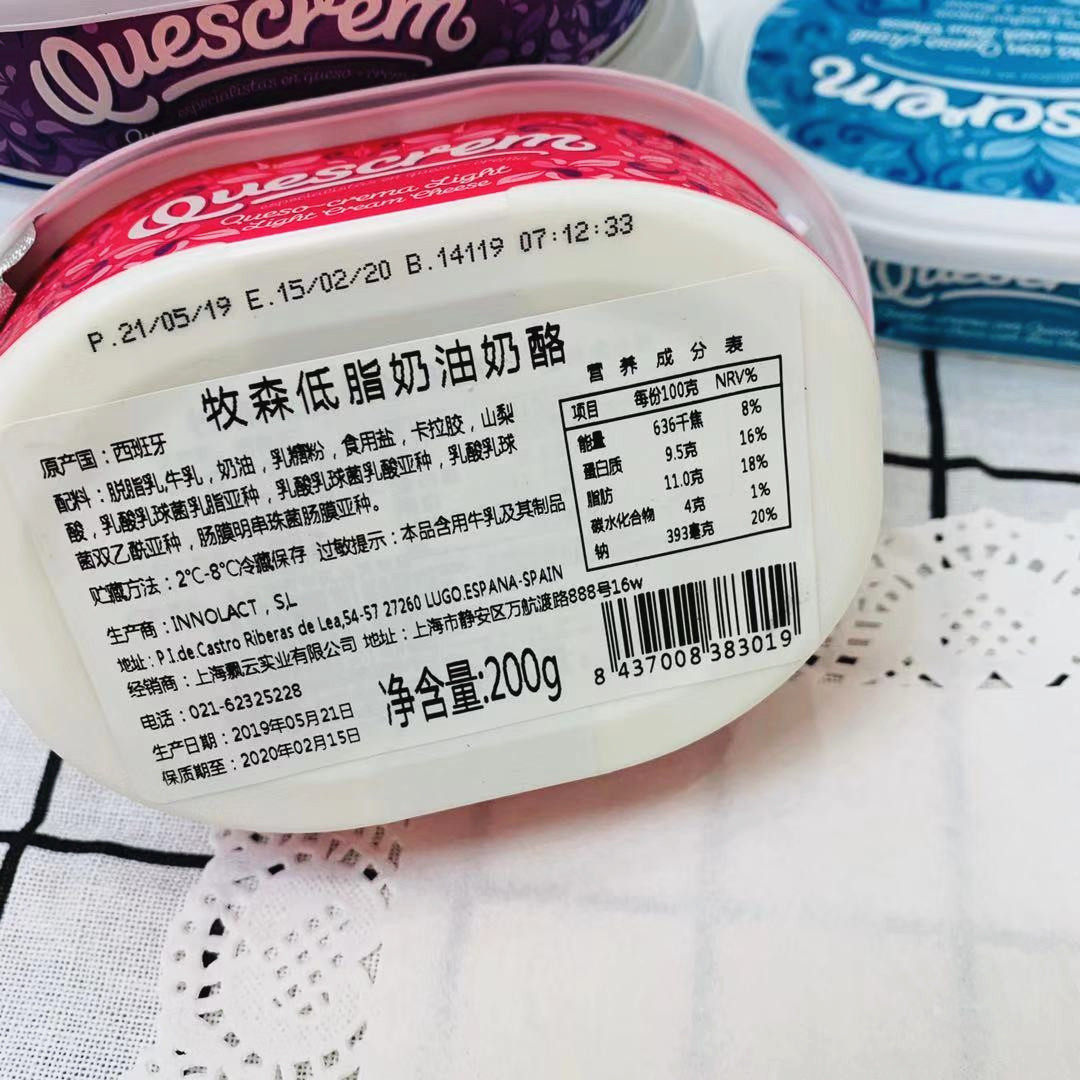 Quescrem
especialistas en queso crema
Quescrem
especialistas en queso crema
Queso-crema Light
Light Cream Cheese
P.21/05/19 E.15/02/20 B.14119 07:12:33
牧森低脂奶油奶酪
原产国：西班牙
配料：脱脂乳,牛乳，奶油，乳糖粉，食用盐，卡拉胶，山梨
酸，乳酸乳球菌乳脂亚种，乳酸乳球菌乳酸亚种，乳酸乳球
菌双乙酰亚种，肠膜明串珠菌肠膜亚种。
贮藏方法：2°C-8°C冷藏保存 过敏提示：本品含用牛乳及其制品
生产商：INNOLACT，S,L
地址：P I.de.Castro Riberas de Lea,54-57 27260 LUGO.ESPANA-SPAIN
经销商：上海飘云实业有限公司 地址：上海市静安区万航渡路888号16w
电话：021-62325228
生产日期：2019年05月21日
保质期至：2020年02月15日
净含量:200g
营养成分表
项目 每份100克 NRV%
能量 636千焦 8%
蛋白质 9.5克 16%
脂肪 11.0克 18%
碳水化合物 4克 1%
钠 393毫克 20%
8 437008 383019